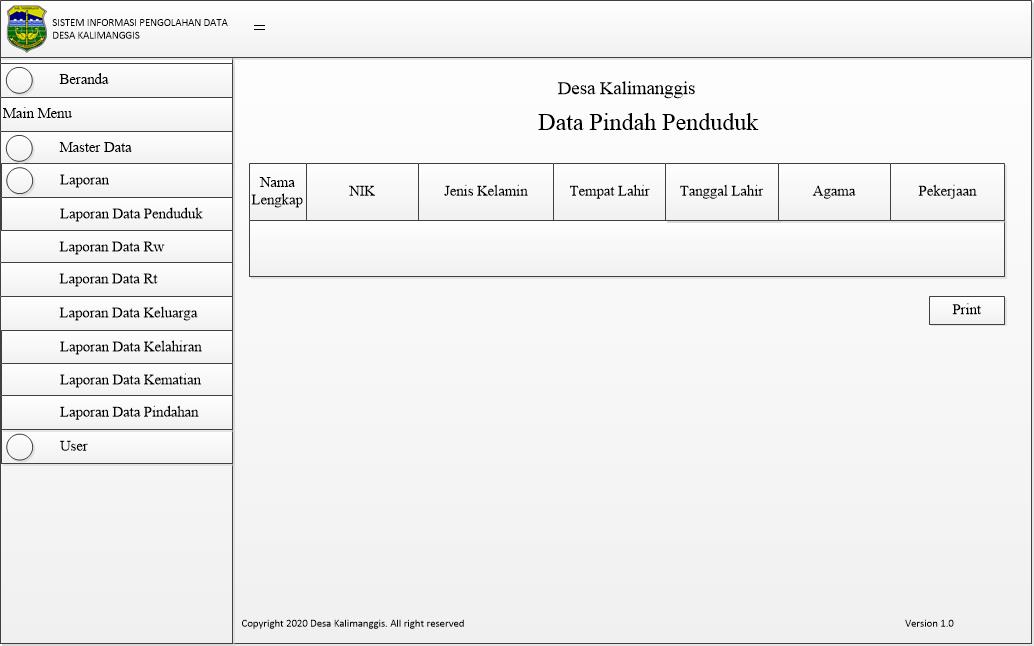 SISTEM INFORMASI PENGOLAHAN DATA
DESA KALIMANGGIS
Beranda
Main Menu
Master Data
Laporan
Laporan Data Penduduk
Laporan Data Rw
Laporan Data Rt
Laporan Data Keluarga
Laporan Data Kelahiran
Laporan Data Kematian
Laporan Data Pindahan
User
Desa Kalimanggis
Data Pindah Penduduk
Nama Lengkap NIK Jenis Kelamin Tempat Lahir Tanggal Lahir Agama Pekerjaan
Print
Copyright 2020 Desa Kalimanggis. All right reserved Version 1.0